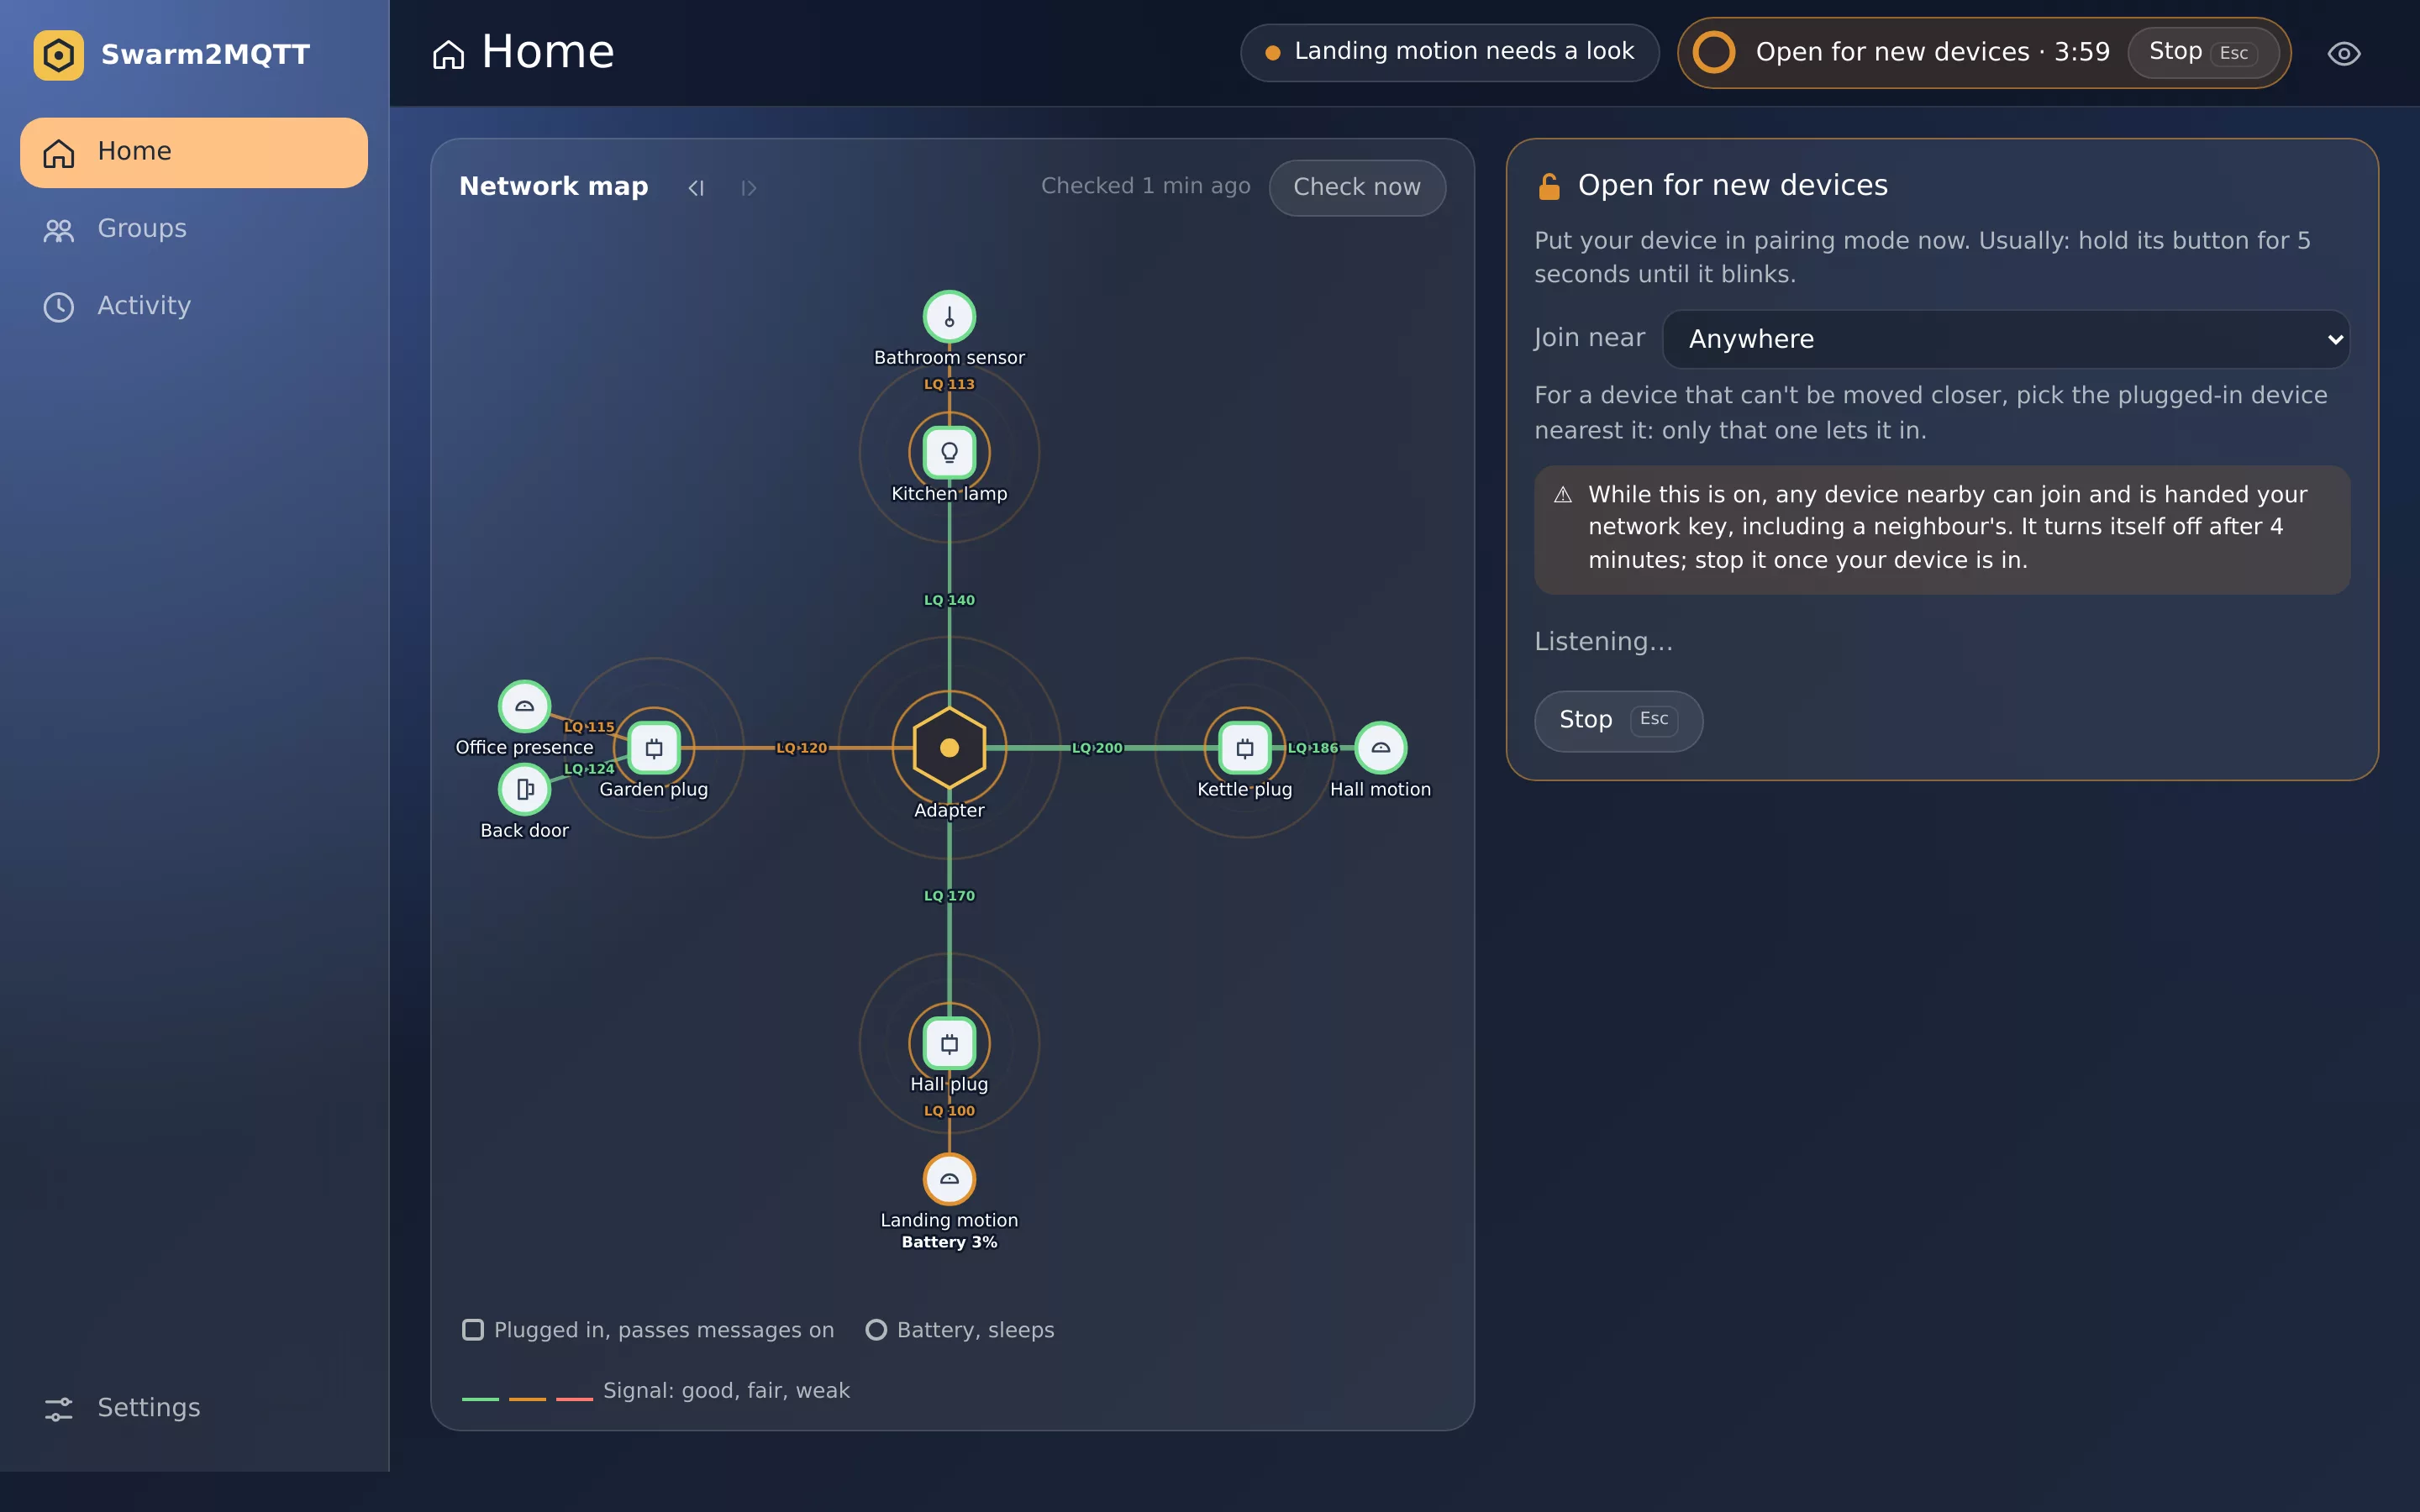 Swarm2MQTT
Home
Groups
Activity
Settings
Home
Landing motion needs a look
Open for new devices · 3:59
Stop Esc
Network map
Checked 1 min ago
Check now
Bathroom sensor
LQ 113
Kitchen lamp
LQ 140
Office presence
LQ 115
LQ 124
Back door
Garden plug
LQ 120
Adapter
LQ 200
Kettle plug
LQ 186
Hall motion
LQ 170
Hall plug
LQ 100
Landing motion
Battery 3%
Plugged in, passes messages on
Battery, sleeps
Signal: good, fair, weak
Open for new devices
Put your device in pairing mode now. Usually: hold its button for 5
seconds until it blinks.
Join near Anywhere
For a device that can't be moved closer, pick the plugged-in device
nearest it: only that one lets it in.
⚠ While this is on, any device nearby can join and is handed your
network key, including a neighbour's. It turns itself off after 4
minutes; stop it once your device is in.
Listening…
Stop Esc